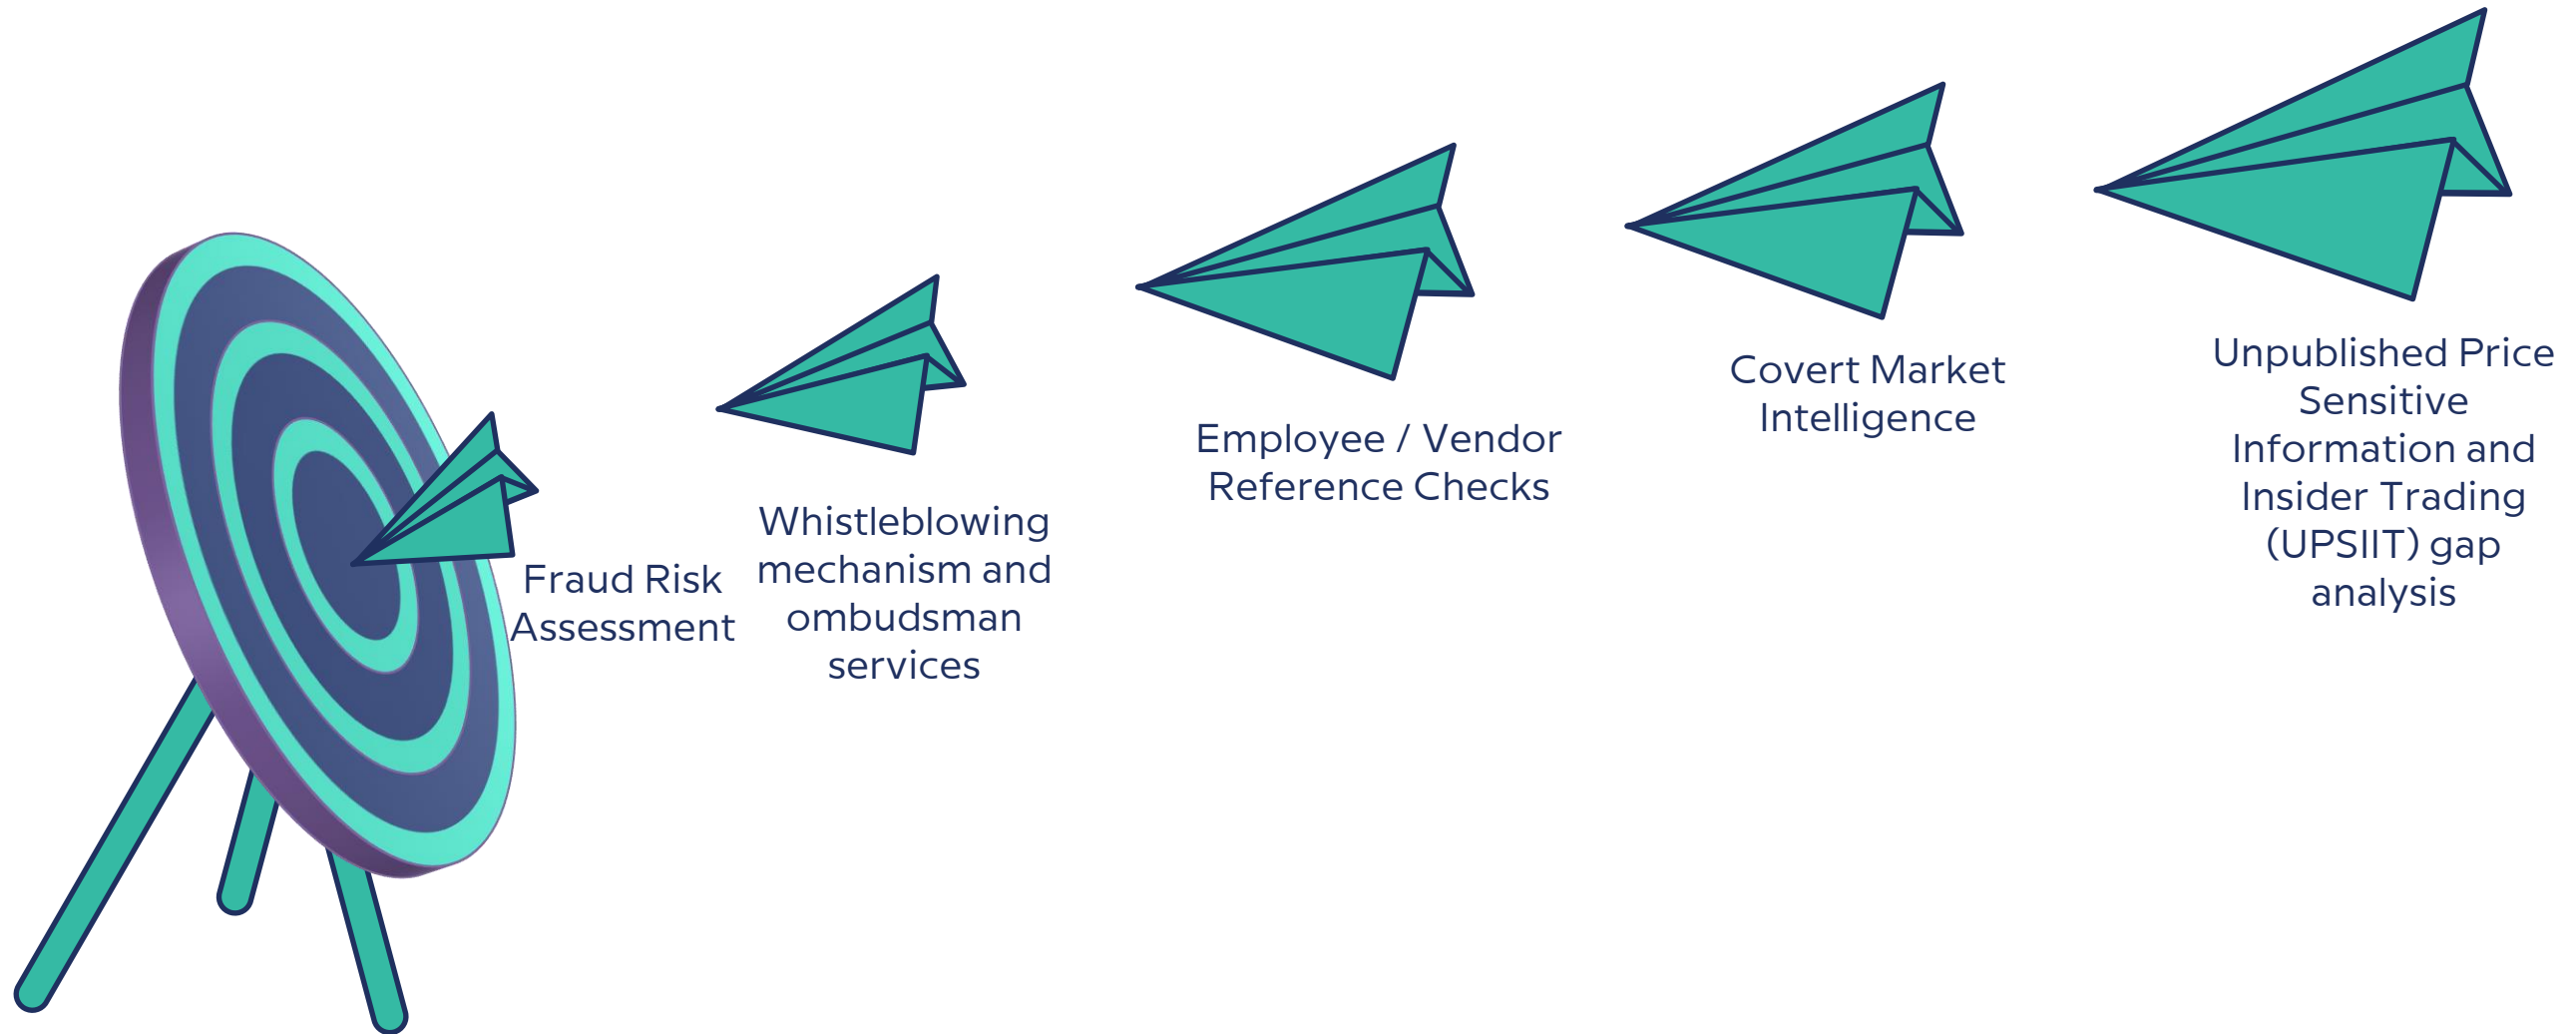 Fraud Risk
Assessment
Whistleblowing
mechanism and
ombudsman
services
Employee / Vendor
Reference Checks
Covert Market
Intelligence
Unpublished Price
Sensitive
Information and
Insider Trading
(UPSIIT) gap
analysis